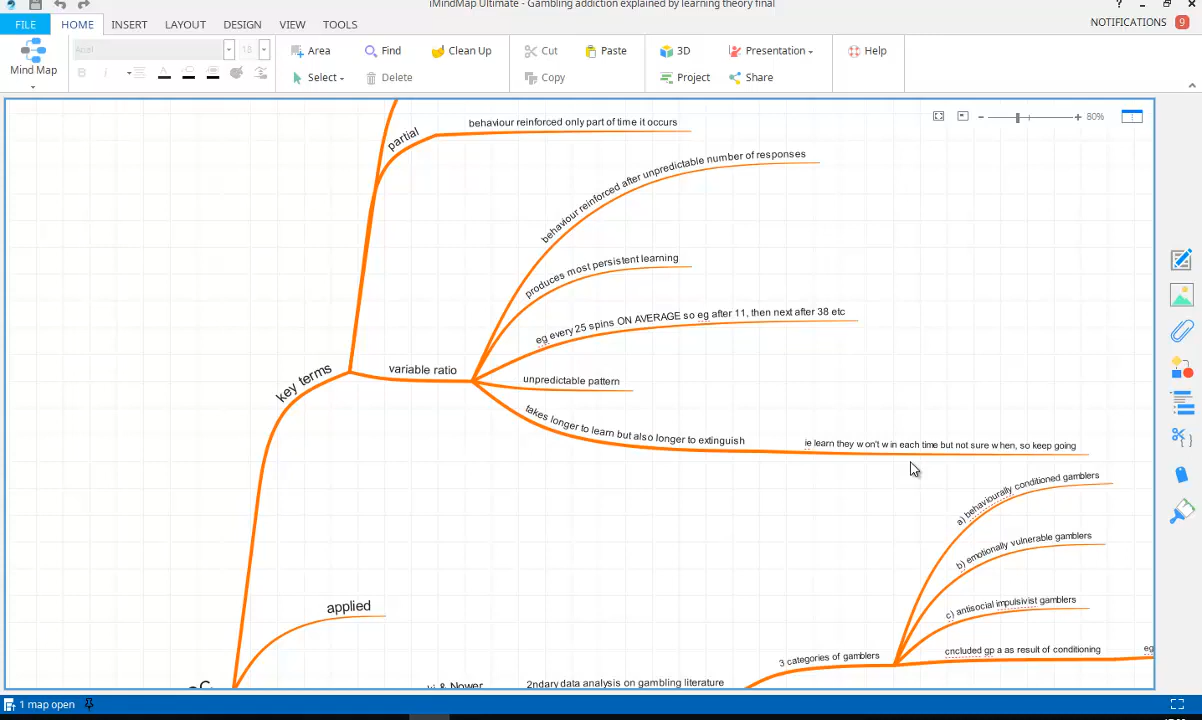 iMindMap Ultimate - Gambling addiction explained by learning theory final
FILE HOME INSERT LAYOUT DESIGN VIEW TOOLS
NOTIFICATIONS 9
Mind Map
Arial 18
B i
Area
Find
Clean Up
Cut
Paste
3D
Presentation
Help
Select
Delete
Copy
Project
Share
80%
partial
behaviour reinforced only part of time it occurs
behaviour reinforced after unpredictable number of responses
produces most persistent learning
eg every 25 spins ON AVERAGE so eg after 11, then next after 38 etc
key terms
variable ratio
unpredictable pattern
takes longer to learn but also longer to extinguish
ie learn they won't win each time but not sure when, so keep going
a) behaviourally conditioned gamblers
b) emotionally vulnerable gamblers
c) antisocial impulsivist gamblers
applied
3 categories of gamblers
cncluded gp a as result of conditioning
eg
& Nower
2ndary data analysis on gambling literature
1 map open